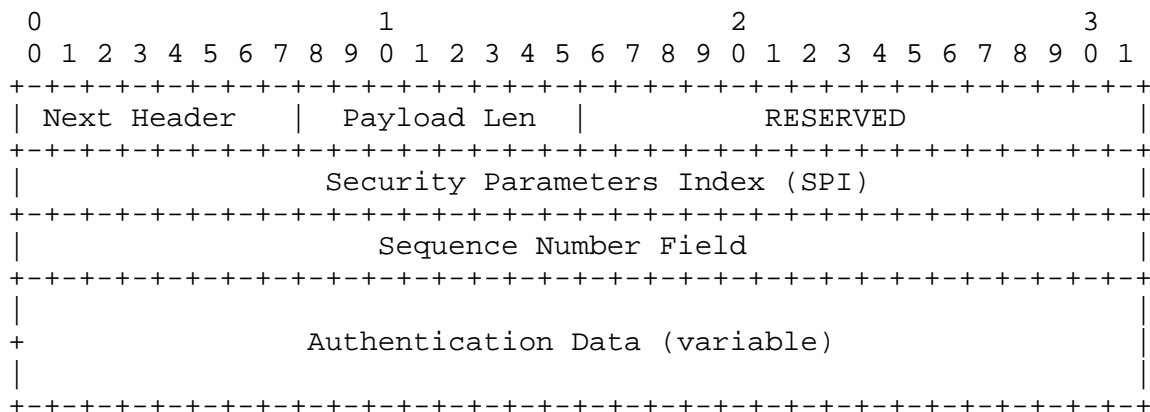 0                   1                   2                   3
0 1 2 3 4 5 6 7 8 9 0 1 2 3 4 5 6 7 8 9 0 1 2 3 4 5 6 7 8 9 0 1
+-+-+-+-+-+-+-+-+-+-+-+-+-+-+-+-+-+-+-+-+-+-+-+-+-+-+-+-+-+-+-+-+
| Next Header   |  Payload Len  |          RESERVED             |
+-+-+-+-+-+-+-+-+-+-+-+-+-+-+-+-+-+-+-+-+-+-+-+-+-+-+-+-+-+-+-+-+
|                 Security Parameters Index (SPI)               |
+-+-+-+-+-+-+-+-+-+-+-+-+-+-+-+-+-+-+-+-+-+-+-+-+-+-+-+-+-+-+-+-+
|                    Sequence Number Field                      |
+-+-+-+-+-+-+-+-+-+-+-+-+-+-+-+-+-+-+-+-+-+-+-+-+-+-+-+-+-+-+-+-+
|                                                               |
+                Authentication Data (variable)                 |
|                                                               |
+-+-+-+-+-+-+-+-+-+-+-+-+-+-+-+-+-+-+-+-+-+-+-+-+-+-+-+-+-+-+-+-+